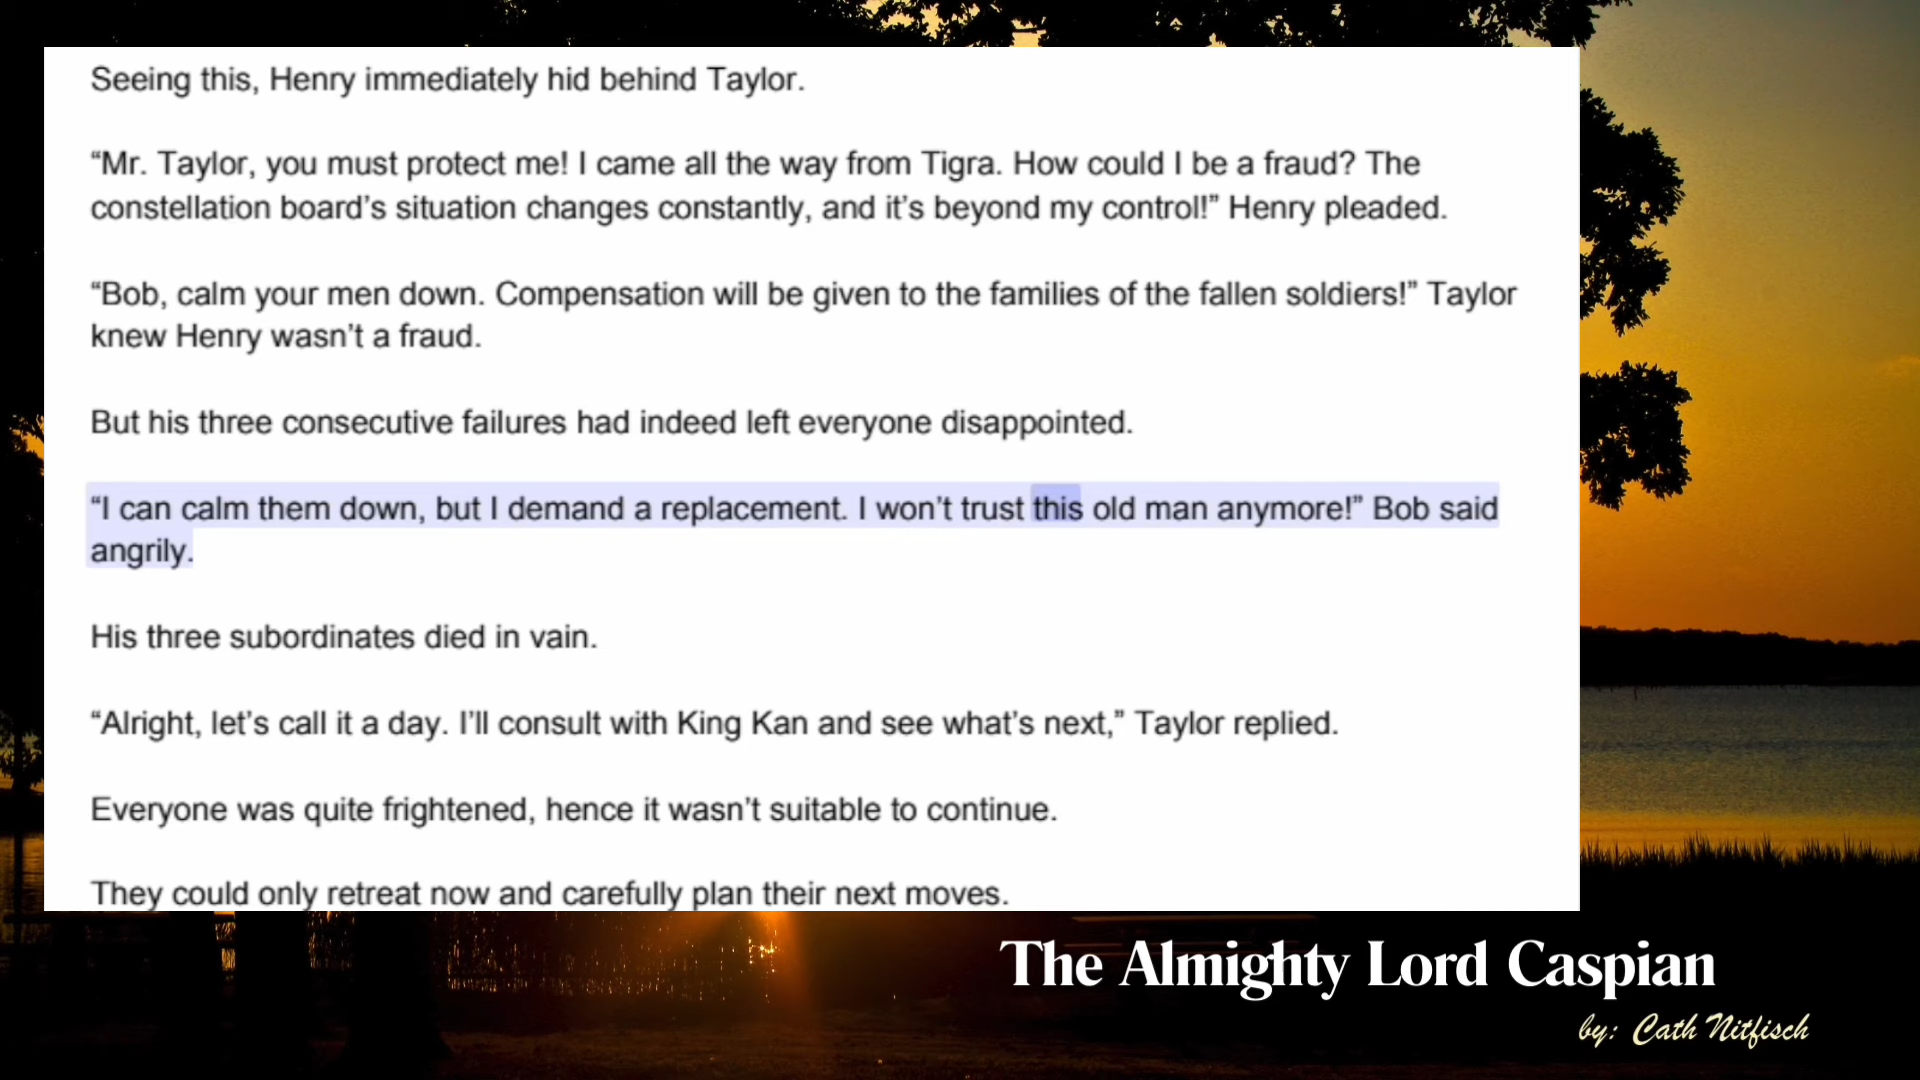 Seeing this, Henry immediately hid behind Taylor.
“Mr. Taylor, you must protect me! I came all the way from Tigra. How could I be a fraud? The
constellation board’s situation changes constantly, and it’s beyond my control!” Henry pleaded.
“Bob, calm your men down. Compensation will be given to the families of the fallen soldiers!” Taylor
knew Henry wasn’t a fraud.
But his three consecutive failures had indeed left everyone disappointed.
“I can calm them down, but I demand a replacement. I won’t trust this old man anymore!” Bob said
angrily.
His three subordinates died in vain.
“Alright, let’s call it a day. I’ll consult with King Kan and see what’s next,” Taylor replied.
Everyone was quite frightened, hence it wasn’t suitable to continue.
They could only retreat now and carefully plan their next moves.
The Almighty Lord Caspian
by: Cath Nitfisch